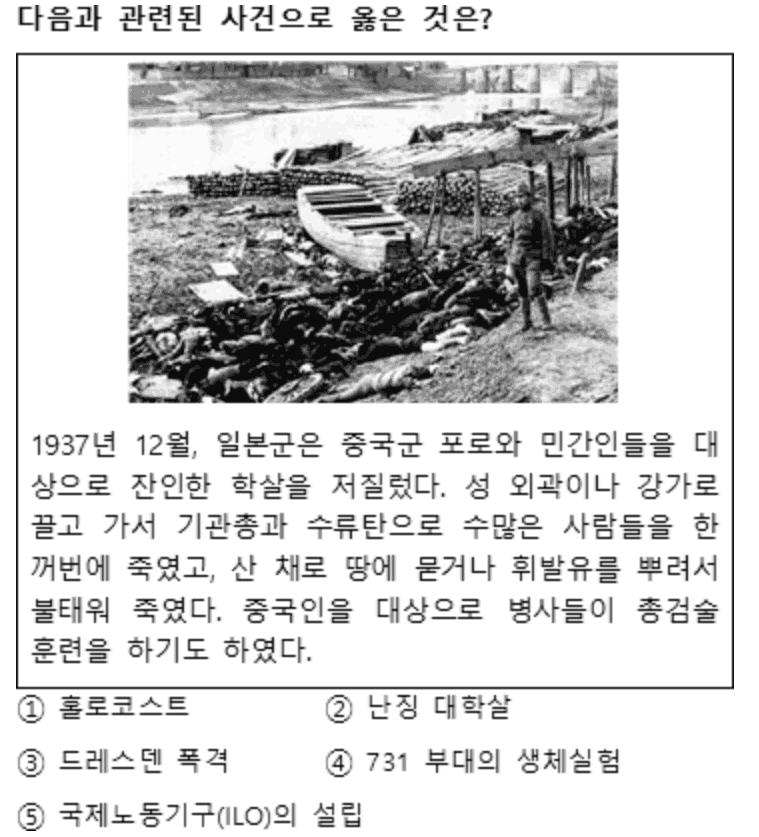 다음과 관련된 사건으로 옳은 것은?
1937년 12월, 일본군은 중국군 포로와 민간인들을 대
상으로 잔인한 학살을 저질렀다. 성 외곽이나 강가로
끌고 가서 기관총과 수류탄으로 수많은 사람들을 한
꺼번에 죽였고, 산 채로 땅에 묻거나 휘발유를 뿌려서
불태워 죽였다. 중국인을 대상으로 병사들이 총검술
훈련을 하기도 하였다.
① 홀로코스트 ② 난징 대학살
③ 드레스덴 폭격 ④ 731 부대의 생체실험
⑤ 국제노동기구(ILO)의 설립